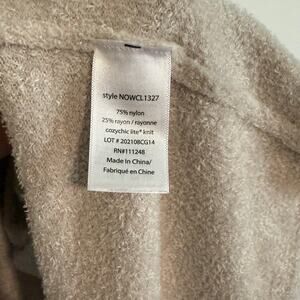 style NOWCL1327
75% nylon
25% rayon / rayonne
cozychic lite® knit
LOT # 202108CG14
RN#111248
Made In China/
Fabriqué en Chine